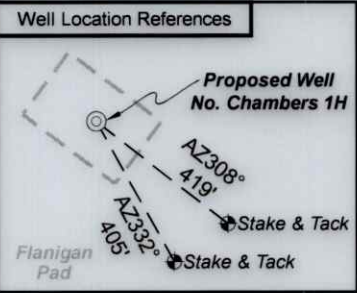 Well Location References
Proposed Well
No. Chambers 1H
AZ308°
419'
AZ332°
405'
Stake & Tack
Stake & Tack
Flanigan
Pad